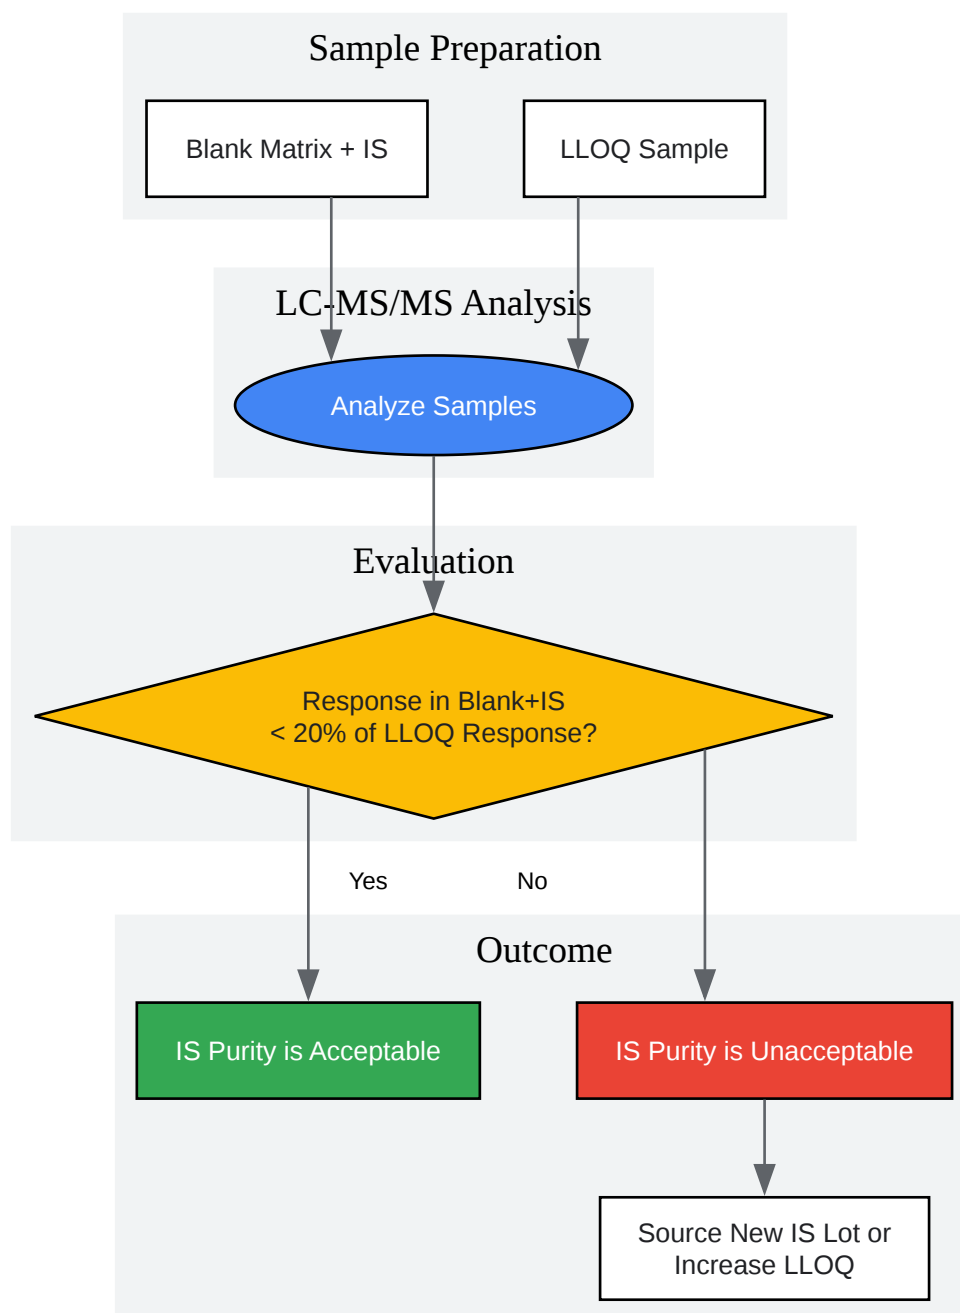 Sample Preparation
Blank Matrix + IS
LLOQ Sample
LC-MS/MS Analysis
Analyze Samples
Evaluation
Response in Blank+IS
< 20% of LLOQ Response?
Yes
No
Outcome
IS Purity is Acceptable
IS Purity is Unacceptable
Source New IS Lot or
Increase LLOQ